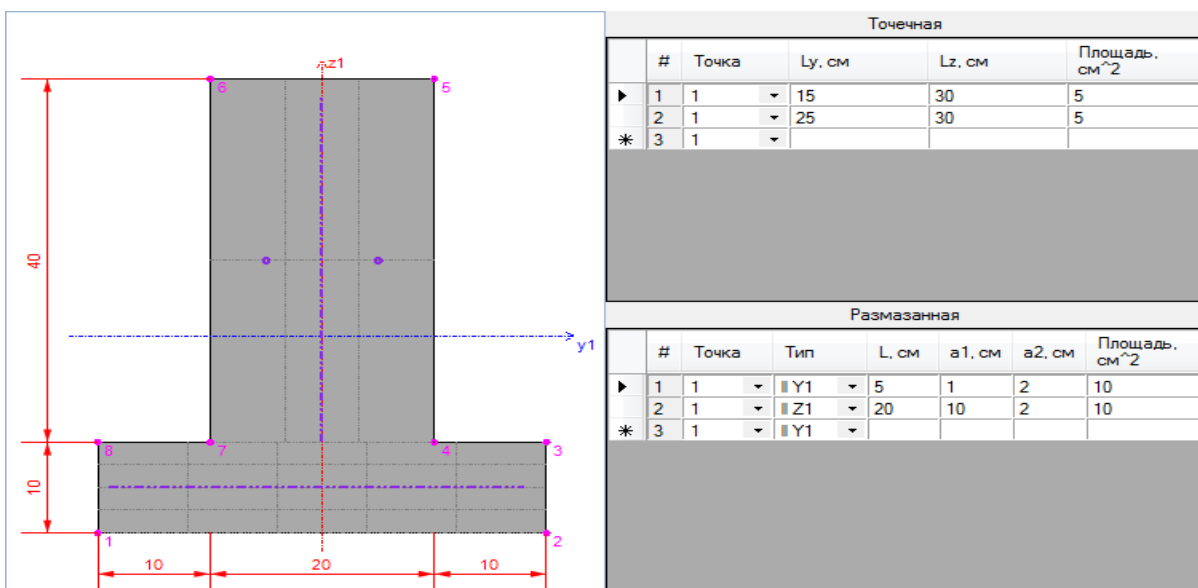 z1
6
5
40
y1
8
7
4
3
10
1
2
10
20
10
Точечная
# Точка Ly, см Lz, см Площадь, см^2
1 1 15 30 5
2 1 25 30 5
3 1
Размазанная
# Точка Тип L, см a1, см a2, см Площадь, см^2
1 1 Y1 5 1 2 10
2 1 Z1 20 10 2 10
3 1 Y1